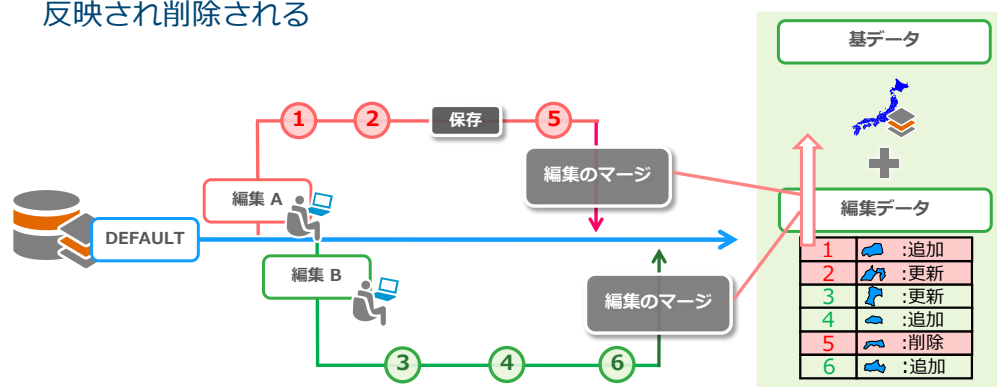 反映され削除される
基データ
1
2
保存
5
編集のマージ
編集 A
編集データ
DEFAULT
1 :追加
2 :更新
編集 B
3 :更新
編集のマージ
4 :追加
5 :削除
3
4
6
6 :追加